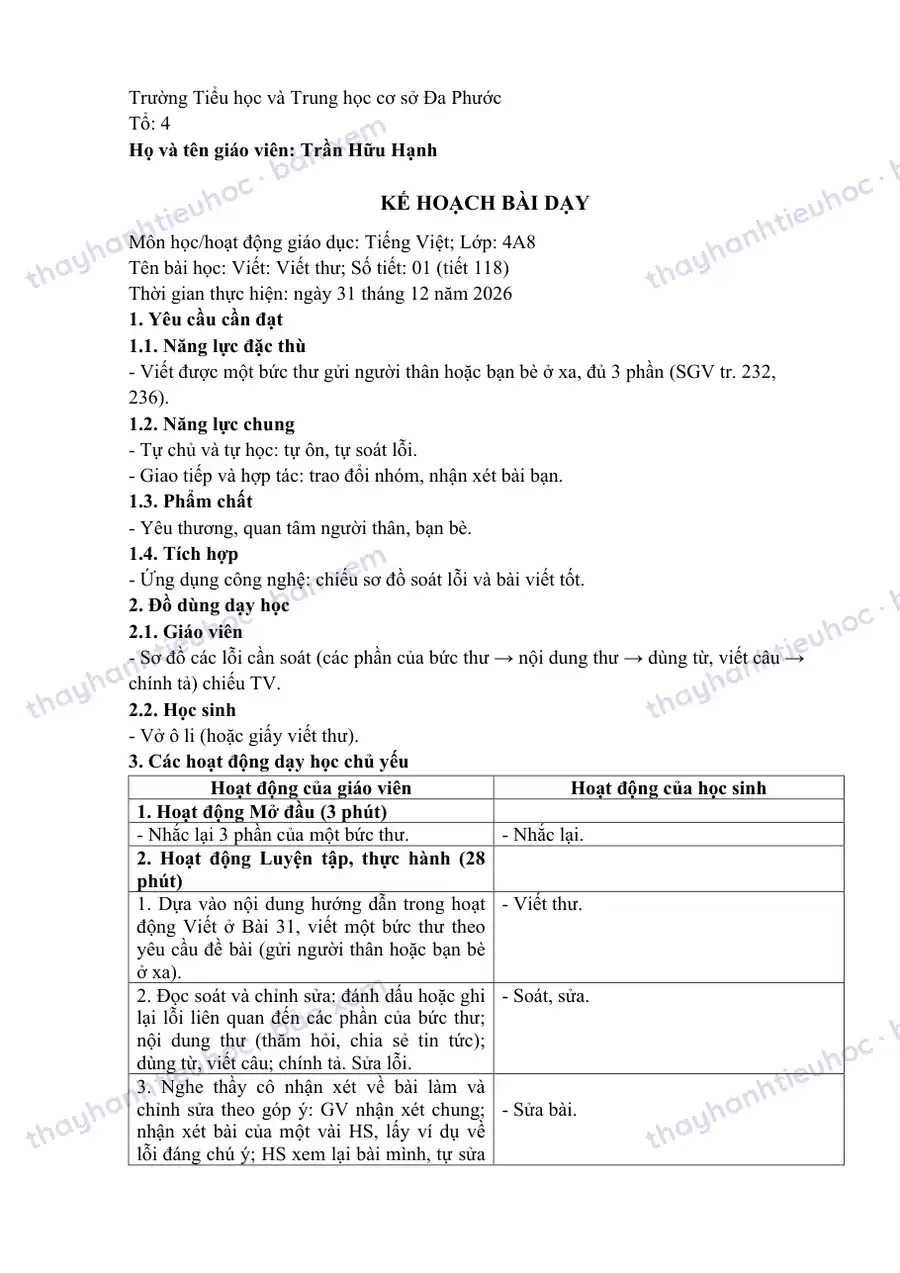 Trường Tiểu học và Trung học cơ sở Đa Phước
Tổ: 4
Họ và tên giáo viên: Trần Hữu Hạnh
KẾ HOẠCH BÀI DẠY
Môn học/hoạt động giáo dục: Tiếng Việt; Lớp: 4A8
Tên bài học: Viết: Viết thư; Số tiết: 01 (tiết 118)
Thời gian thực hiện: ngày 31 tháng 12 năm 2026
1. Yêu cầu cần đạt
1.1. Năng lực đặc thù
- Viết được một bức thư gửi người thân hoặc bạn bè ở xa, đủ 3 phần (SGV tr. 232,
236).
1.2. Năng lực chung
- Tự chủ và tự học: tự ôn, tự soát lỗi.
- Giao tiếp và hợp tác: trao đổi nhóm, nhận xét bài bạn.
1.3. Phẩm chất
- Yêu thương, quan tâm người thân, bạn bè.
1.4. Tích hợp
- Ứng dụng công nghệ: chiếu sơ đồ soát lỗi và bài viết tốt.
2. Đồ dùng dạy học
2.1. Giáo viên
- Sơ đồ các lỗi cần soát (các phần của bức thư → nội dung thư → dùng từ, viết câu →
chính tả) chiếu TV.
2.2. Học sinh
- Vở ô li (hoặc giấy viết thư).
3. Các hoạt động dạy học chủ yếu
Hoạt động của giáo viên
Hoạt động của học sinh
1. Hoạt động Mở đầu (3 phút)
- Nhắc lại 3 phần của một bức thư.
- Nhắc lại.
2. Hoạt động Luyện tập, thực hành (28
phút)
1. Dựa vào nội dung hướng dẫn trong hoạt
động Viết ở Bài 31, viết một bức thư theo
yêu cầu đề bài (gửi người thân hoặc bạn bè
ở xa).
- Viết thư.
2. Đọc soát và chỉnh sửa: đánh dấu hoặc ghi
lại lỗi liên quan đến các phần của bức thư;
nội dung thư (thăm hỏi, chia sẻ tin tức);
dùng từ, viết câu; chính tả. Sửa lỗi.
- Soát, sửa.
3. Nghe thầy cô nhận xét về bài làm và
chỉnh sửa theo góp ý: GV nhận xét chung;
nhận xét bài của một vài HS, lấy ví dụ về
lỗi đáng chú ý; HS xem lại bài mình, tự sửa
- Sửa bài.
thayhanhtieuhoc · bản xem
thayhanhtieuhoc · b
thayhanhtieuhoc · bản xem
thayhanhtieuhoc · b
thayhanhtieuhoc · bản xem
thayhanhtieuhoc · b